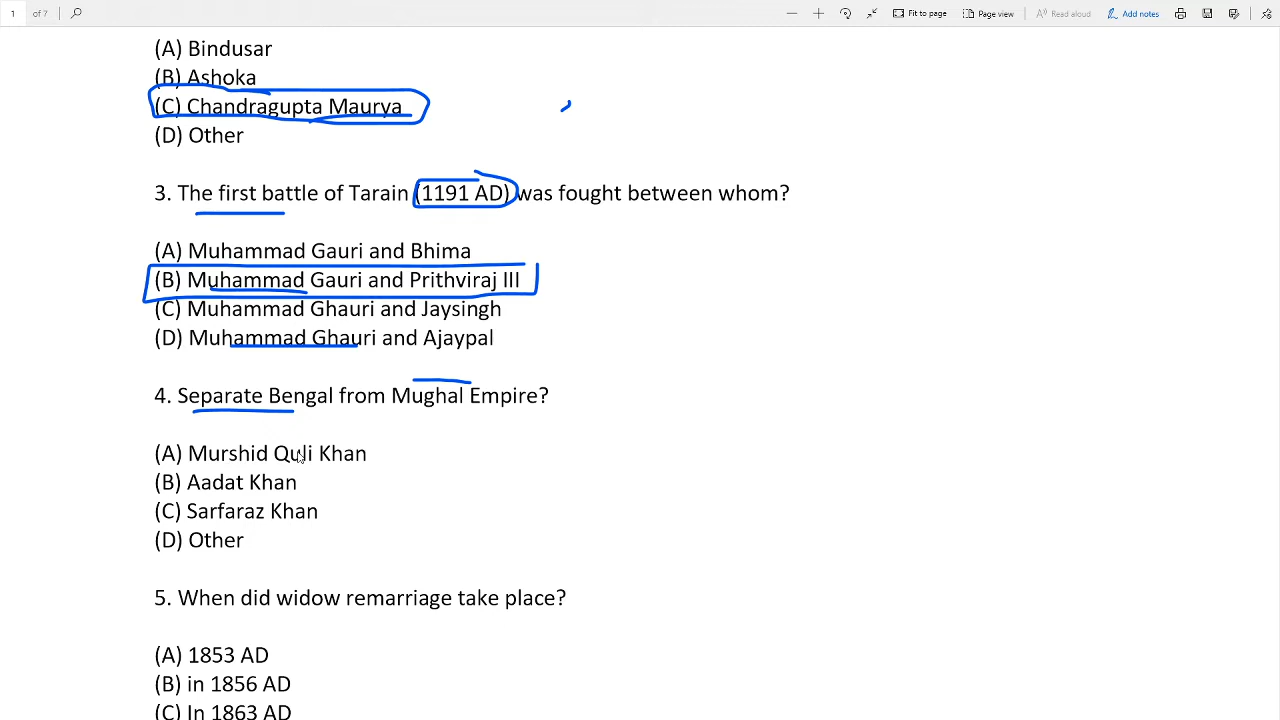 1 of 7 Fit to page Page view Read aloud Add notes
(A) Bindusar
(B) Ashoka
(C) Chandragupta Maurya
(D) Other
3. The first battle of Tarain (1191 AD) was fought between whom?
(A) Muhammad Gauri and Bhima
(B) Muhammad Gauri and Prithviraj III
(C) Muhammad Ghauri and Jaysingh
(D) Muhammad Ghauri and Ajaypal
4. Separate Bengal from Mughal Empire?
(A) Murshid Quli Khan
(B) Aadat Khan
(C) Sarfaraz Khan
(D) Other
5. When did widow remarriage take place?
(A) 1853 AD
(B) in 1856 AD
(C) In 1863 AD